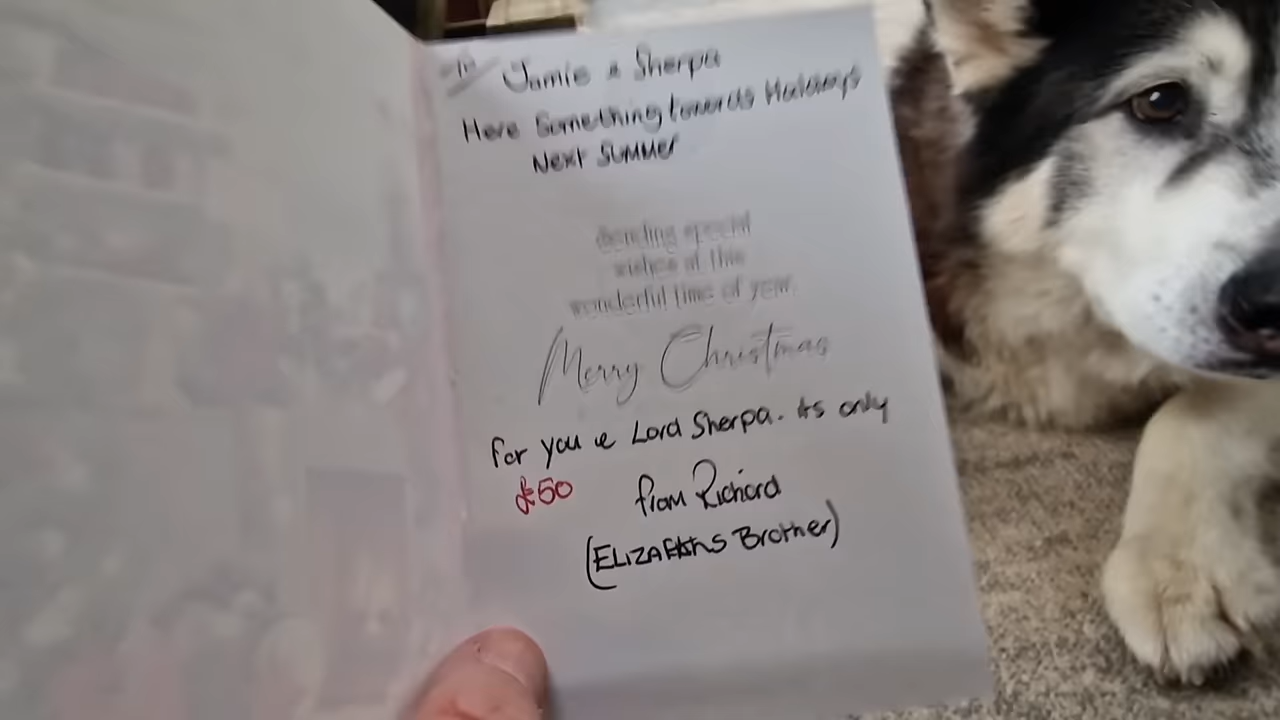 To Jamie & Sherpa
Here Something towards Holidays
Next SUMMER
Sending special
wishes at this
wonderful time of year.
Merry Christmas
for you & Lord Sherpa. its only
£50 from Richard
(ELIZABEths Brother)